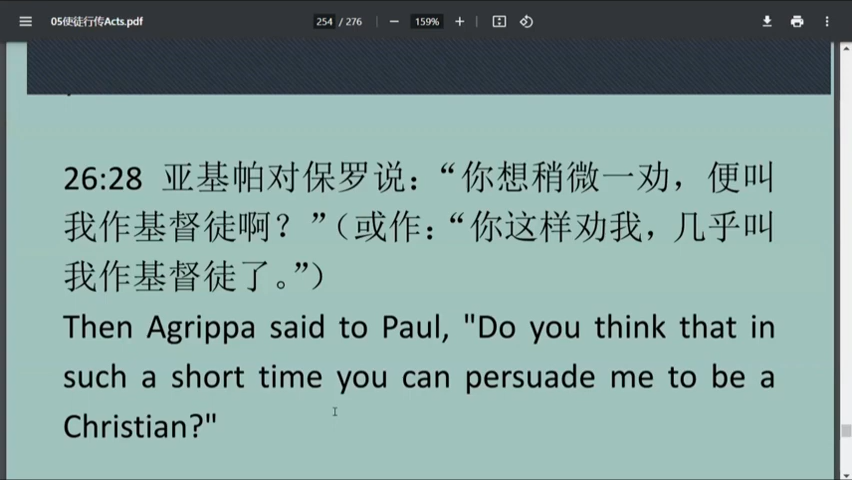 05使徒行传Acts.pdf
254 / 276
159%
26:28 亚基帕对保罗说：“你想稍微一劝，便叫
我作基督徒啊？”（或作：“你这样劝我，几乎叫
我作基督徒了。”）
Then Agrippa said to Paul, "Do you think that in
such a short time you can persuade me to be a
Christian?"